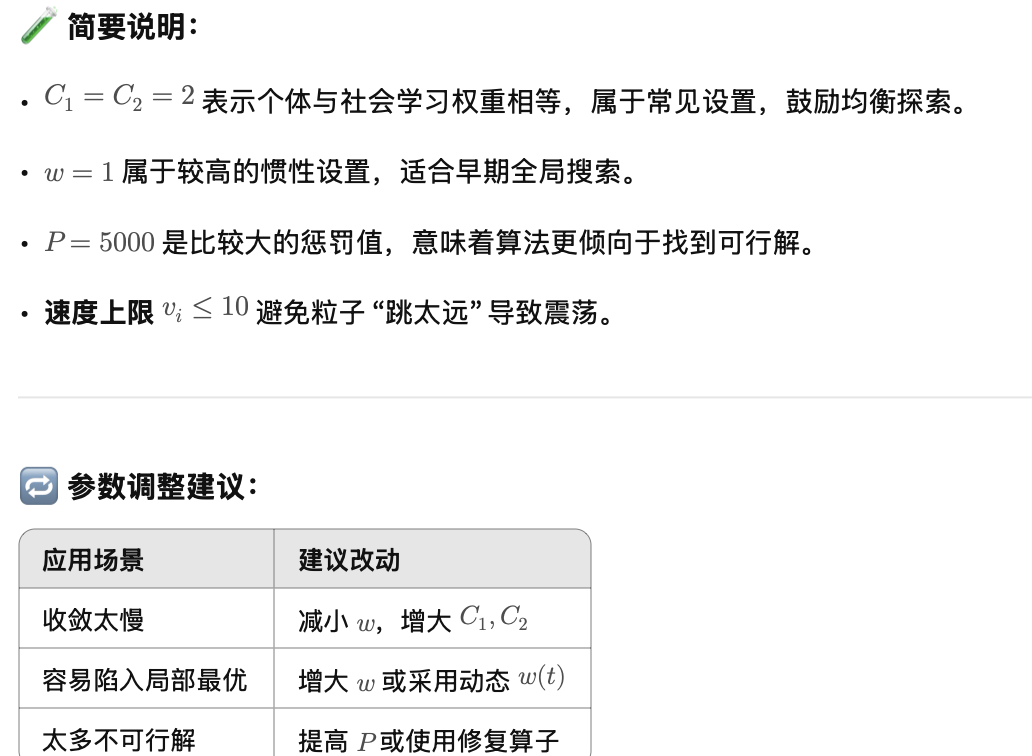 🧪 简要说明：
• C₁ = C₂ = 2 表示个体与社会学习权重相等，属于常见设置，鼓励均衡探索。
• w = 1 属于较高的惯性设置，适合早期全局搜索。
• P = 5000 是比较大的惩罚值，意味着算法更倾向于找到可行解。
• 速度上限 vᵢ ≤ 10 避免粒子 “跳太远” 导致震荡。
🔁 参数调整建议：
应用场景 建议改动
收敛太慢 减小 w，增大 C₁, C₂
容易陷入局部最优 增大 w 或采用动态 w(t)
太多不可行解 提高 P 或使用修复算子